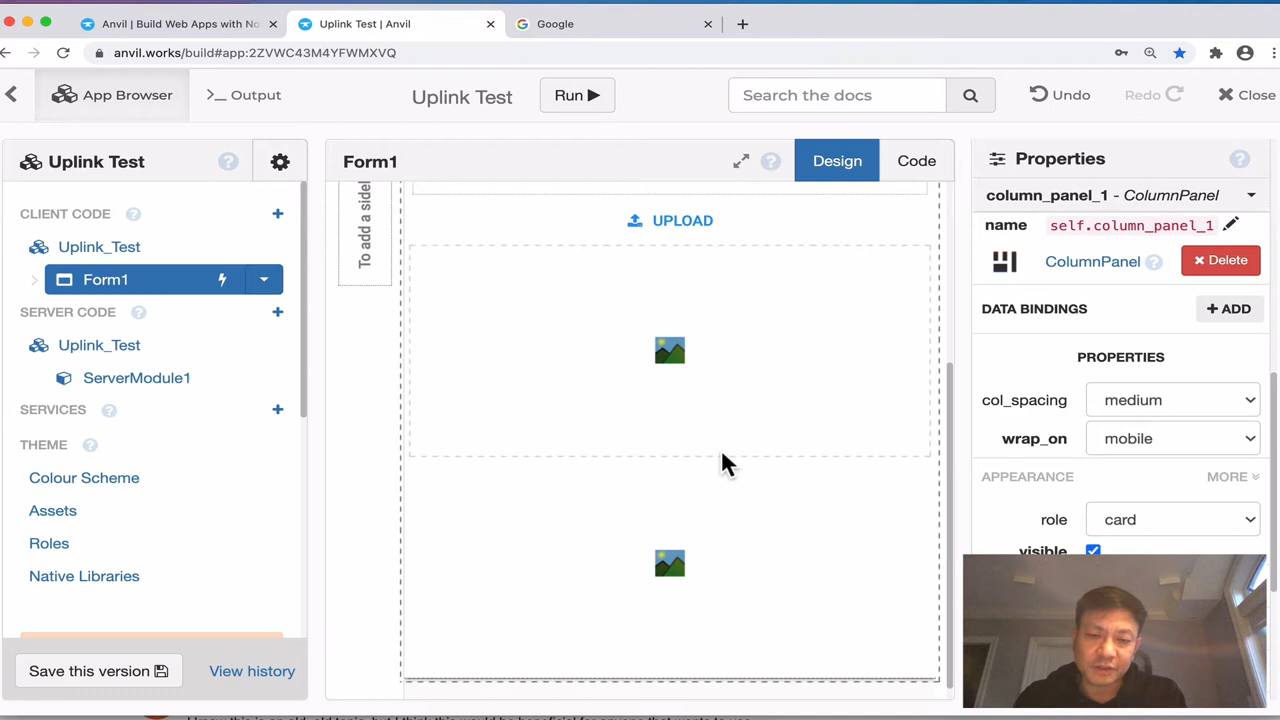 Anvil | Build Web Apps with No
Uplink Test | Anvil
Google
anvil.works/build#app:2ZVWC43M4YFWMXVQ
App Browser
>_ Output
Uplink Test
Run
Search the docs
Undo
Redo
Close
Uplink Test
CLIENT CODE
Uplink_Test
Form1
SERVER CODE
Uplink_Test
ServerModule1
SERVICES
THEME
Colour Scheme
Assets
Roles
Native Libraries
Save this version
View history
Form1
Design
Code
To add a sidel
UPLOAD
Properties
column_panel_1 - ColumnPanel
name self.column_panel_1
ColumnPanel
Delete
DATA BINDINGS
+ ADD
PROPERTIES
col_spacing medium
wrap_on mobile
APPEARANCE MORE
role card
visible